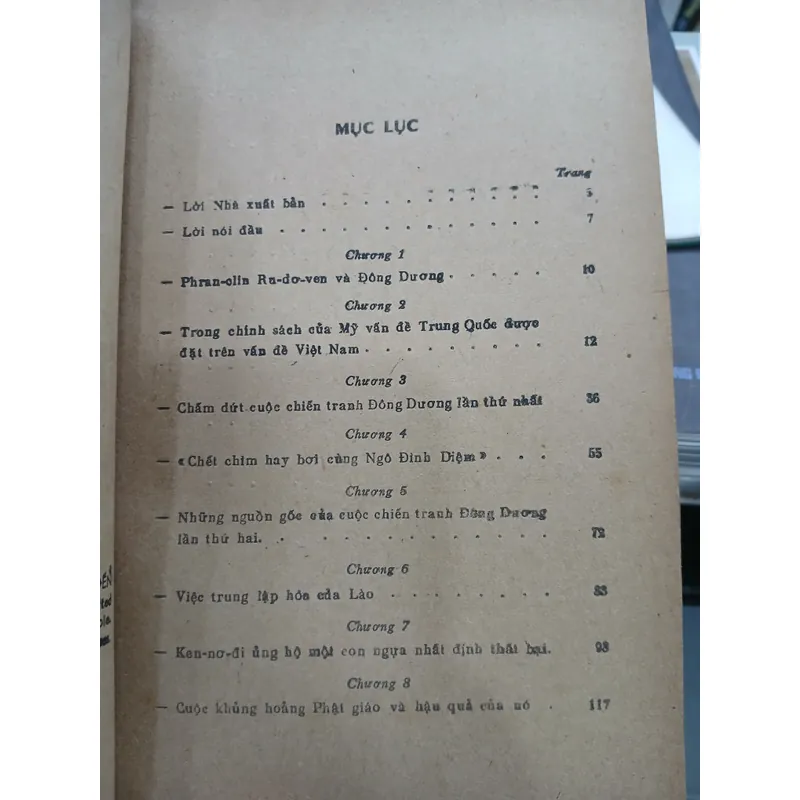 MỤC LỤC
Trang
— Lời Nhà xuất bản . . . . . . . . . . . 5
— Lời nói đầu . . . . . . . . . . . . . 7
Chương 1
— Phran-clin Ru-dơ-ven và Đông Dương . . . . . 10
Chương 2
— Trong chính sách của Mỹ vấn đề Trung Quốc được
đặt trên vấn đề Việt Nam . . . . . . . . . 12
Chương 3
— Chấm dứt cuộc chiến tranh Đông Dương lần thứ nhất 36
Chương 4
— «Chết chìm hay bơi cùng Ngô Đình Diệm» . . . 55
Chương 5
— Những nguồn gốc của cuộc chiến tranh Đông Dương
lần thứ hai. . . . . . . . . . . . . 72
Chương 6
— Việc trung lập hóa của Lào . . . . . . . . 83
Chương 7
— Ken-nơ-đi ủng hộ một con ngựa nhất định thất bại. 98
Chương 8
— Cuộc khủng hoảng Phật giáo và hậu quả của nó . 117